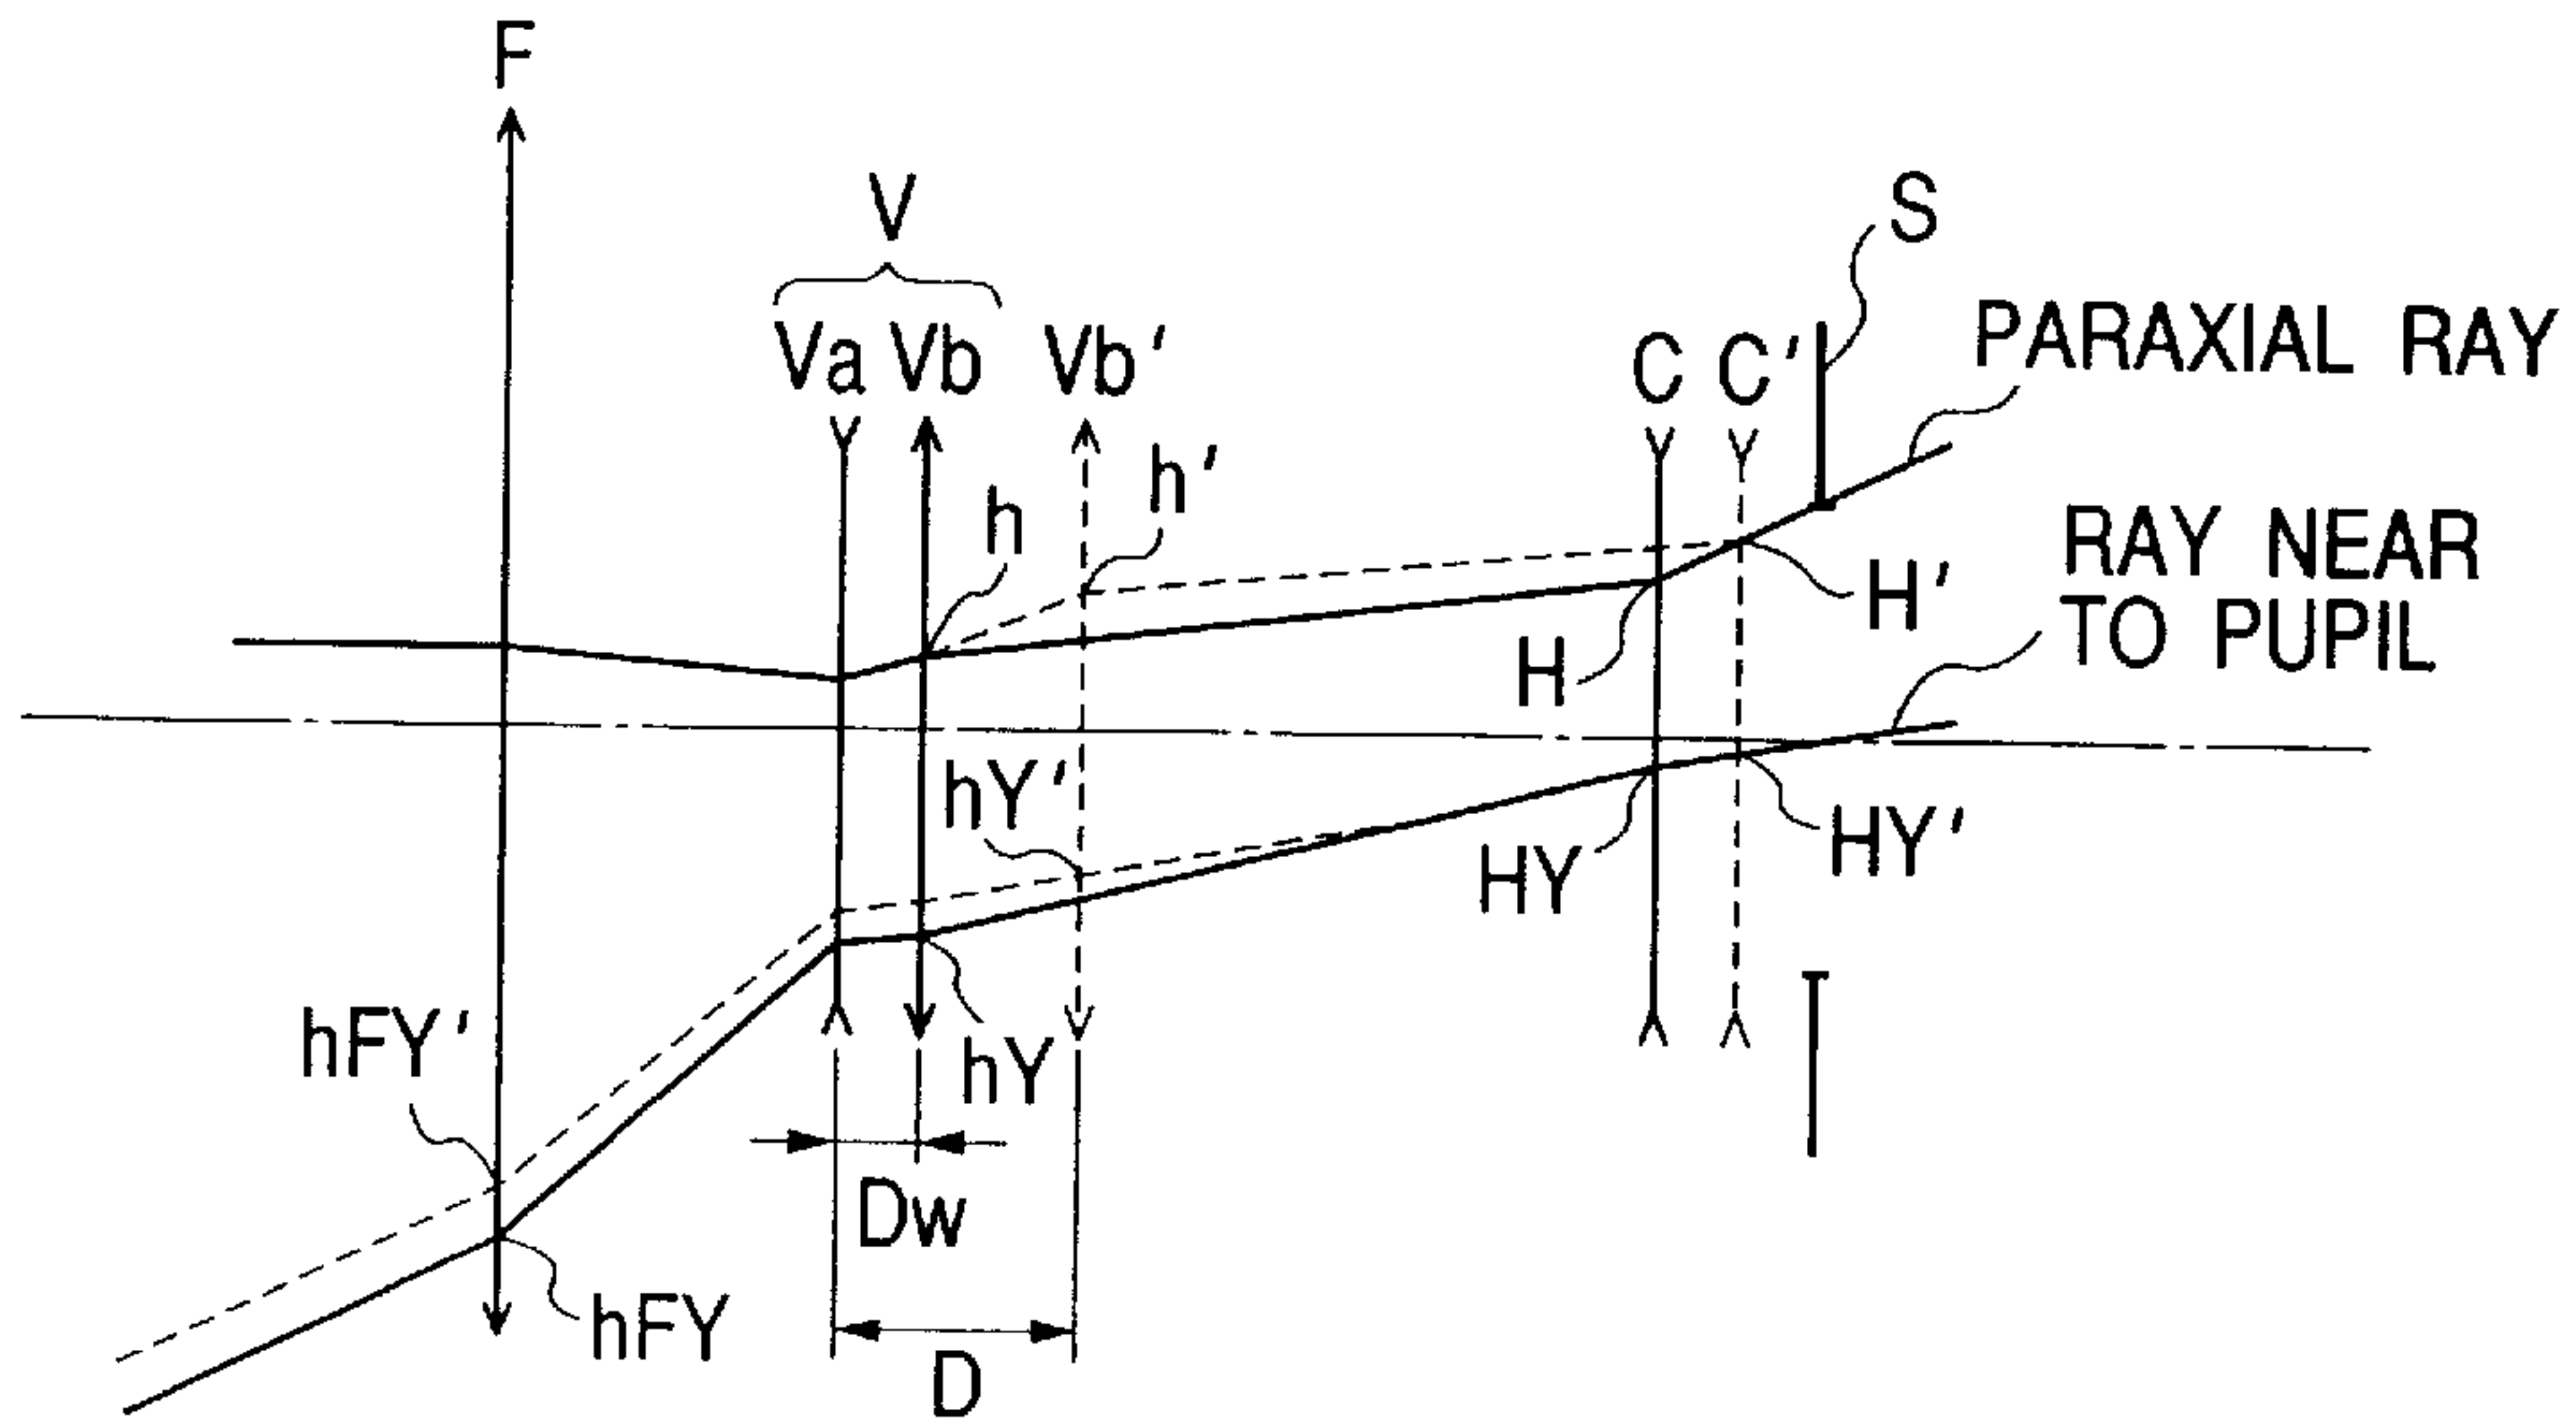 F
V
Va Vb Vb'
C C'
S
PARAXIAL RAY
h
h'
H
H'
RAY NEAR
TO PUPIL
hY'
HY
HY'
hFY'
hY
Dw
hFY
D